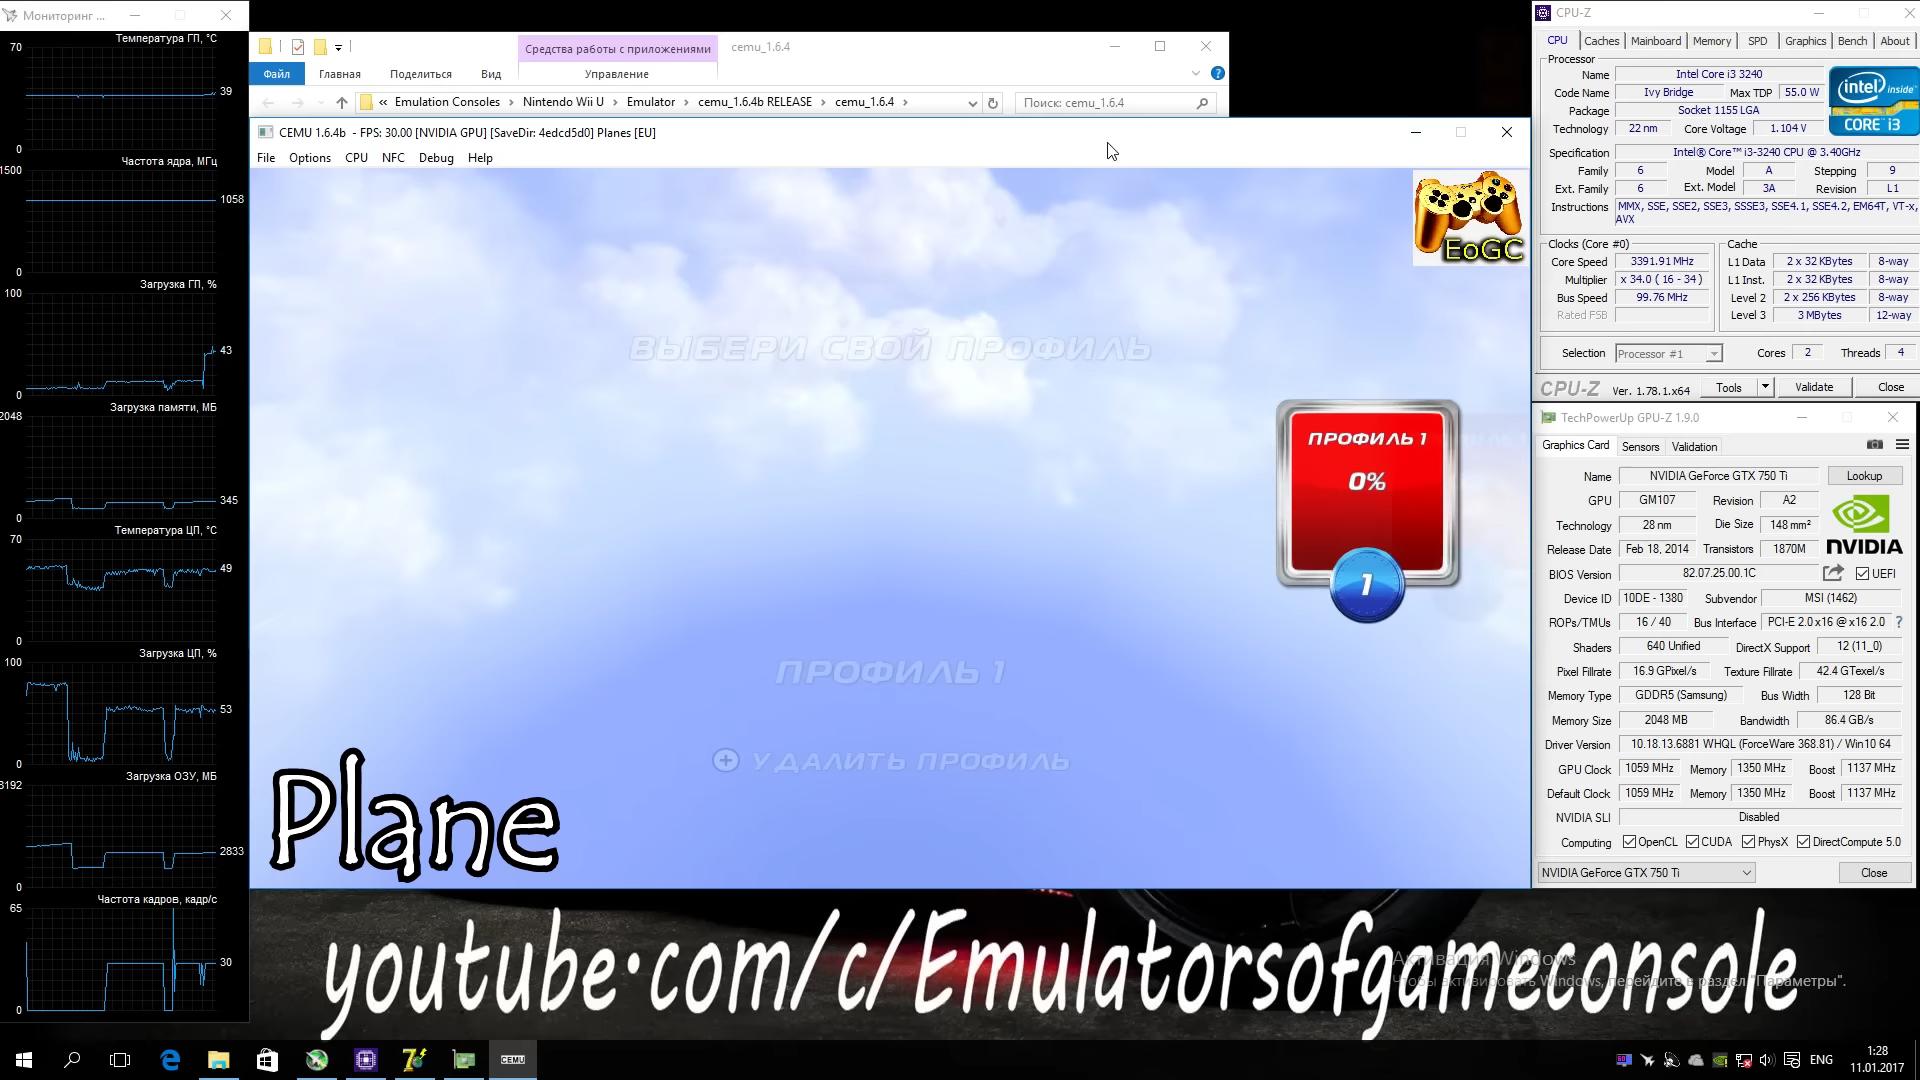 Мониторинг ...
Температура ГП, °C
70
39
0
Частота ядра, МГц
1500
1058
0
Загрузка ГП, %
100
43
0
Загрузка памяти, МБ
2048
345
0
Температура ЦП, °C
70
49
0
Загрузка ЦП, %
100
53
0
Загрузка ОЗУ, МБ
8192
2833
0
Частота кадров, кадр/с
65
30
0
Средства работы с приложениями
cemu_1.6.4
Файл
Главная
Поделиться
Вид
Управление
« Emulation Consoles > Nintendo Wii U > Emulator > cemu_1.6.4b RELEASE > cemu_1.6.4 >
Поиск: cemu_1.6.4
CEMU 1.6.4b - FPS: 30.00 [NVIDIA GPU] [SaveDir: 4edcd5d0] Planes [EU]
File Options CPU NFC Debug Help
EoGC
ВЫБЕРИ СВОЙ ПРОФИЛЬ
ПРОФИЛЬ 1
0%
1
ПРОФИЛЬ 1
УДАЛИТЬ ПРОФИЛЬ
Plane
youtube.com/c/Emulatorsofgameconsole
Активация Windows
Чтобы активировать Windows, перейдите в раздел "Параметры".
CPU-Z
CPU Caches Mainboard Memory SPD Graphics Bench About
Processor
Name Intel Core i3 3240
Code Name Ivy Bridge Max TDP 55.0 W
Package Socket 1155 LGA
Technology 22 nm Core Voltage 1.104 V
intel inside™
CORE i3
Specification Intel® Core™ i3-3240 CPU @ 3.40GHz
Family 6 Model A Stepping 9
Ext. Family 6 Ext. Model 3A Revision L1
Instructions MMX, SSE, SSE2, SSE3, SSSE3, SSE4.1, SSE4.2, EM64T, VT-x,
AVX
Clocks (Core #0)
Core Speed 3391.91 MHz
Multiplier x 34.0 ( 16 - 34 )
Bus Speed 99.76 MHz
Rated FSB
Cache
L1 Data 2 x 32 KBytes 8-way
L1 Inst. 2 x 32 KBytes 8-way
Level 2 2 x 256 KBytes 8-way
Level 3 3 MBytes 12-way
Selection Processor #1 Cores 2 Threads 4
CPU-Z Ver. 1.78.1.x64 Tools Validate Close
TechPowerUp GPU-Z 1.9.0
Graphics Card Sensors Validation
Name NVIDIA GeForce GTX 750 Ti Lookup
GPU GM107 Revision A2
Technology 28 nm Die Size 148 mm²
Release Date Feb 18, 2014 Transistors 1870M
NVIDIA
BIOS Version 82.07.25.00.1C UEFI
Device ID 10DE - 1380 Subvendor MSI (1462)
ROPs/TMUs 16 / 40 Bus Interface PCI-E 2.0 x16 @ x16 2.0 ?
Shaders 640 Unified DirectX Support 12 (11_0)
Pixel Fillrate 16.9 GPixel/s Texture Fillrate 42.4 GTexel/s
Memory Type GDDR5 (Samsung) Bus Width 128 Bit
Memory Size 2048 MB Bandwidth 86.4 GB/s
Driver Version 10.18.13.6881 WHQL (ForceWare 368.81) / Win10 64
GPU Clock 1059 MHz Memory 1350 MHz Boost 1137 MHz
Default Clock 1059 MHz Memory 1350 MHz Boost 1137 MHz
NVIDIA SLI Disabled
Computing OpenCL CUDA PhysX DirectCompute 5.0
NVIDIA GeForce GTX 750 Ti Close
CEMU
ENG
1:28
11.01.2017